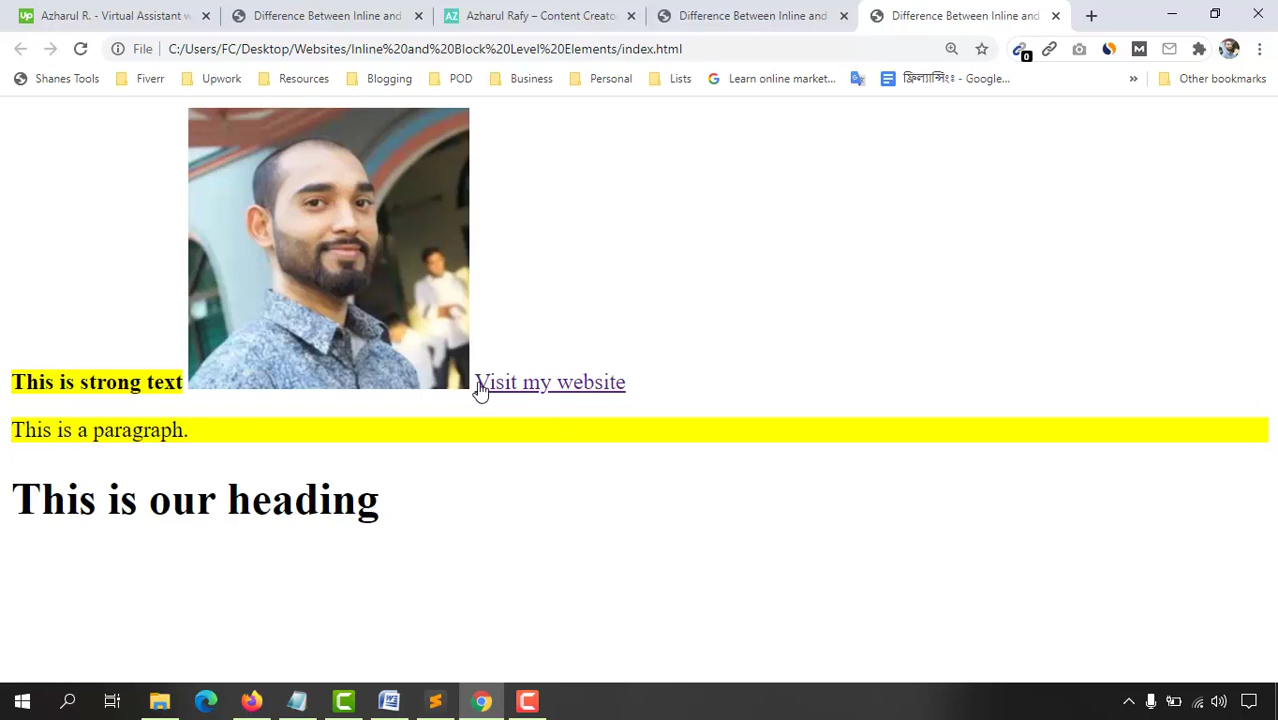 Azharul R. - Virtual Assistant w
Difference Between Inline and
Azharul Rafy – Content Creato
Difference Between Inline and
Difference Between Inline and
File
C:/Users/FC/Desktop/Websites/Inline%20and%20Block%20Level%20Elements/index.html
0
Shanes Tools
Fiverr
Upwork
Resources
Blogging
POD
Business
Personal
Lists
Learn online market...
ফ্রিল্যান্সিংঃ - Google...
»
Other bookmarks
This is strong text
Visit my website
This is a paragraph.
This is our heading